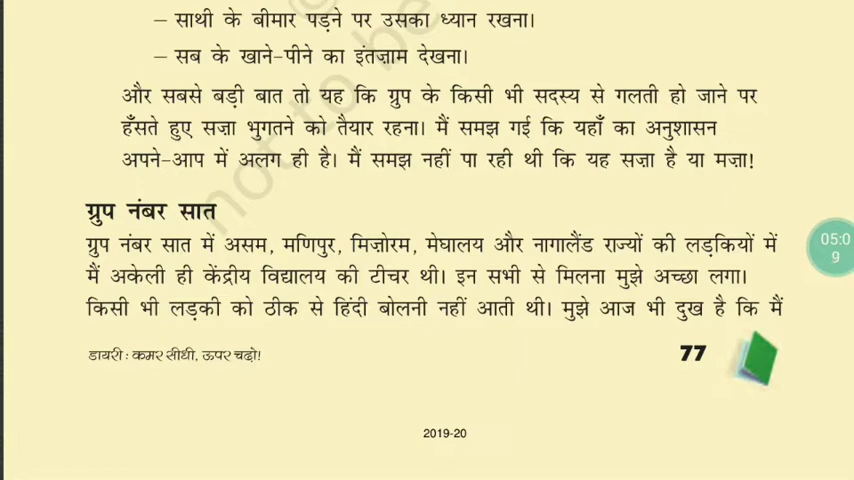 – साथी के बीमार पड़ने पर उसका ध्यान रखना।
– सब के खाने–पीने का इंतज़ाम देखना।
और सबसे बड़ी बात तो यह कि ग्रुप के किसी भी सदस्य से गलती हो जाने पर
हँसते हुए सज़ा भुगतने को तैयार रहना। मैं समझ गई कि यहाँ का अनुशासन
अपने–आप में अलग ही है। मैं समझ नहीं पा रही थी कि यह सज़ा है या मज़ा!
ग्रुप नंबर सात
ग्रुप नंबर सात में असम, मणिपुर, मिज़ोरम, मेघालय और नागालैंड राज्यों की लड़कियों में
मैं अकेली ही केंद्रीय विद्यालय की टीचर थी। इन सभी से मिलना मुझे अच्छा लगा।
किसी भी लड़की को ठीक से हिंदी बोलनी नहीं आती थी। मुझे आज भी दुख है कि मैं
डायरी : कमर सीधी, ऊपर चढ़ो!
77
2019-20
not to be
05:0
9